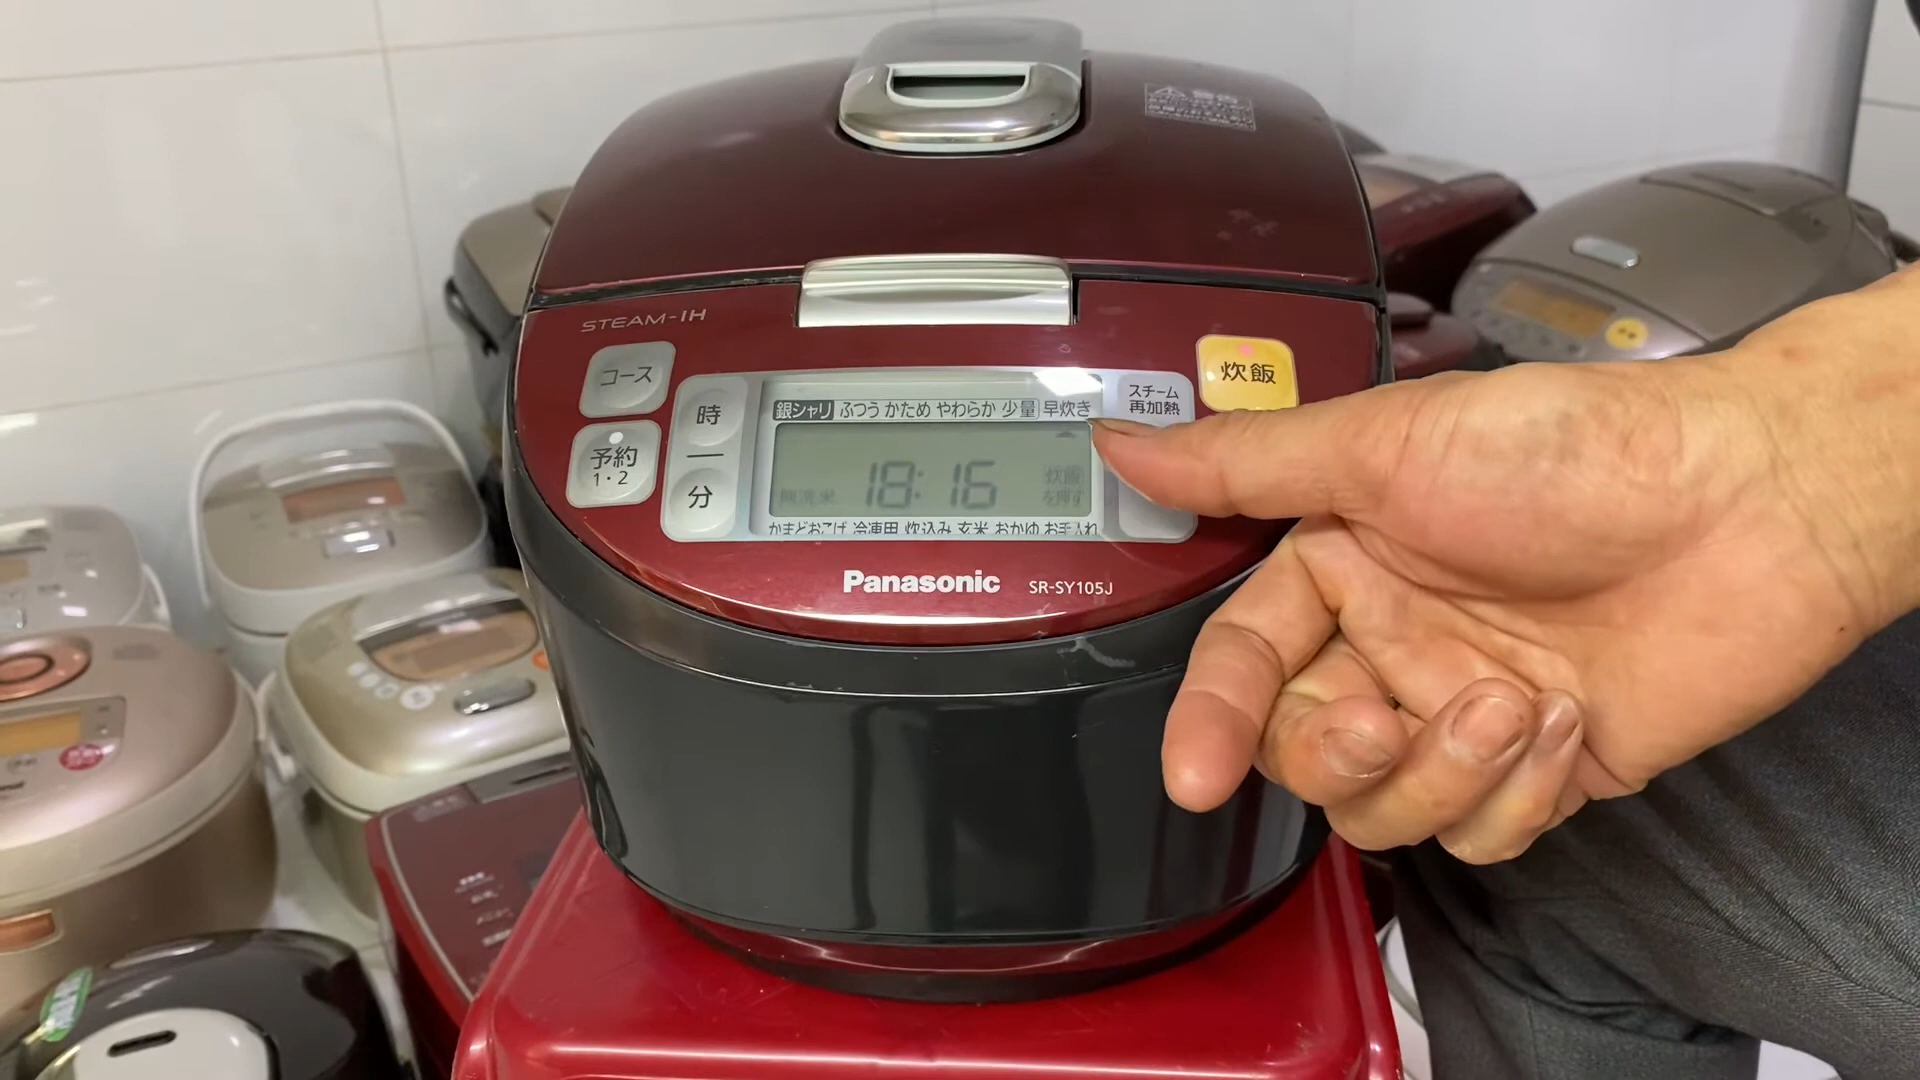 警告
STEAM-IH
コース
予約
1・2
時
分
銀シャリ ふつう かため やわらか 少量 早炊き
18:16
無洗米
炊飯
を押す
かまどおこげ 冷凍用 炊込み 玄米 おかゆ お手入れ
スチーム
再加熱
炊飯
Panasonic SR-SY105J